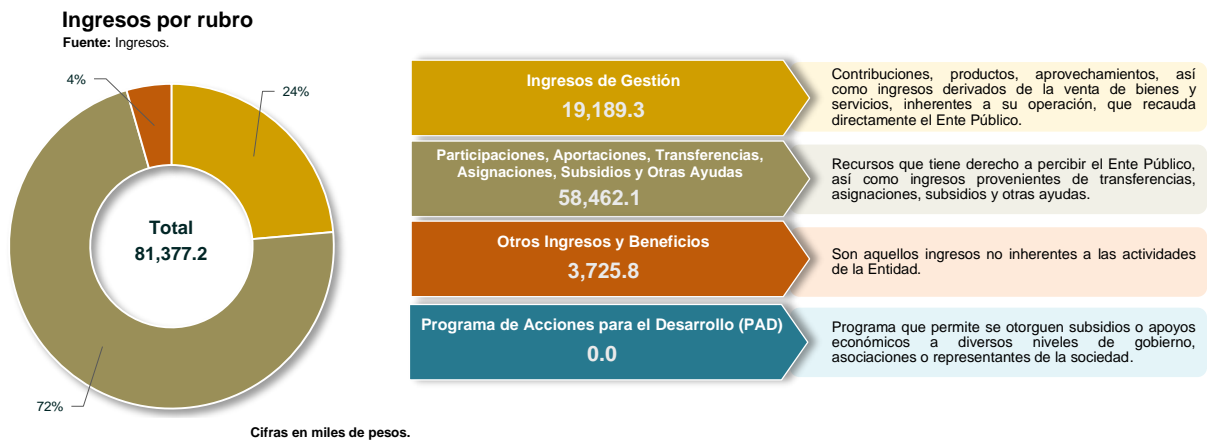 Ingresos por rubro
Fuente: Ingresos.
4%
24%
72%
Total
81,377.2
Ingresos de Gestión
19,189.3
Contribuciones, productos, aprovechamientos, así
como ingresos derivados de la venta de bienes y
servicios, inherentes a su operación, que recauda
directamente el Ente Público.
Participaciones, Aportaciones, Transferencias,
Asignaciones, Subsidios y Otras Ayudas
58,462.1
Recursos que tiene derecho a percibir el Ente Público,
así como ingresos provenientes de transferencias,
asignaciones, subsidios y otras ayudas.
Otros Ingresos y Beneficios
3,725.8
Son aquellos ingresos no inherentes a las actividades
de la Entidad.
Programa de Acciones para el Desarrollo (PAD)
0.0
Programa que permite se otorguen subsidios o apoyos
económicos a diversos niveles de gobierno,
asociaciones o representantes de la sociedad.
Cifras en miles de pesos.